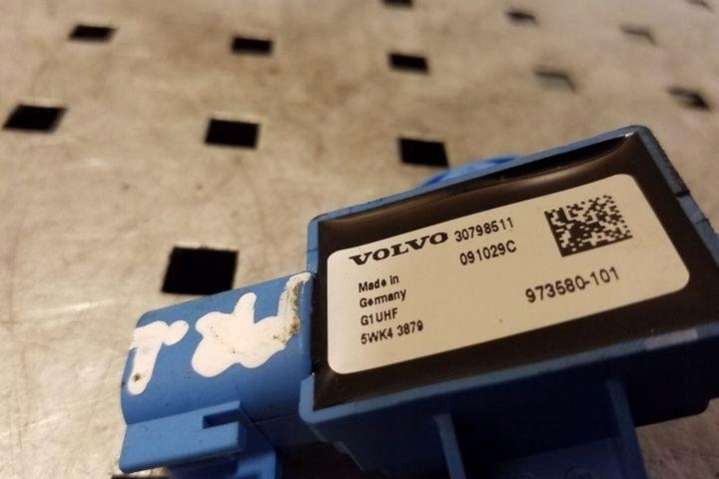 VOLVO 30798511
091029C
Made in
Germany
G1UHF
5WK4 3879
973580-101